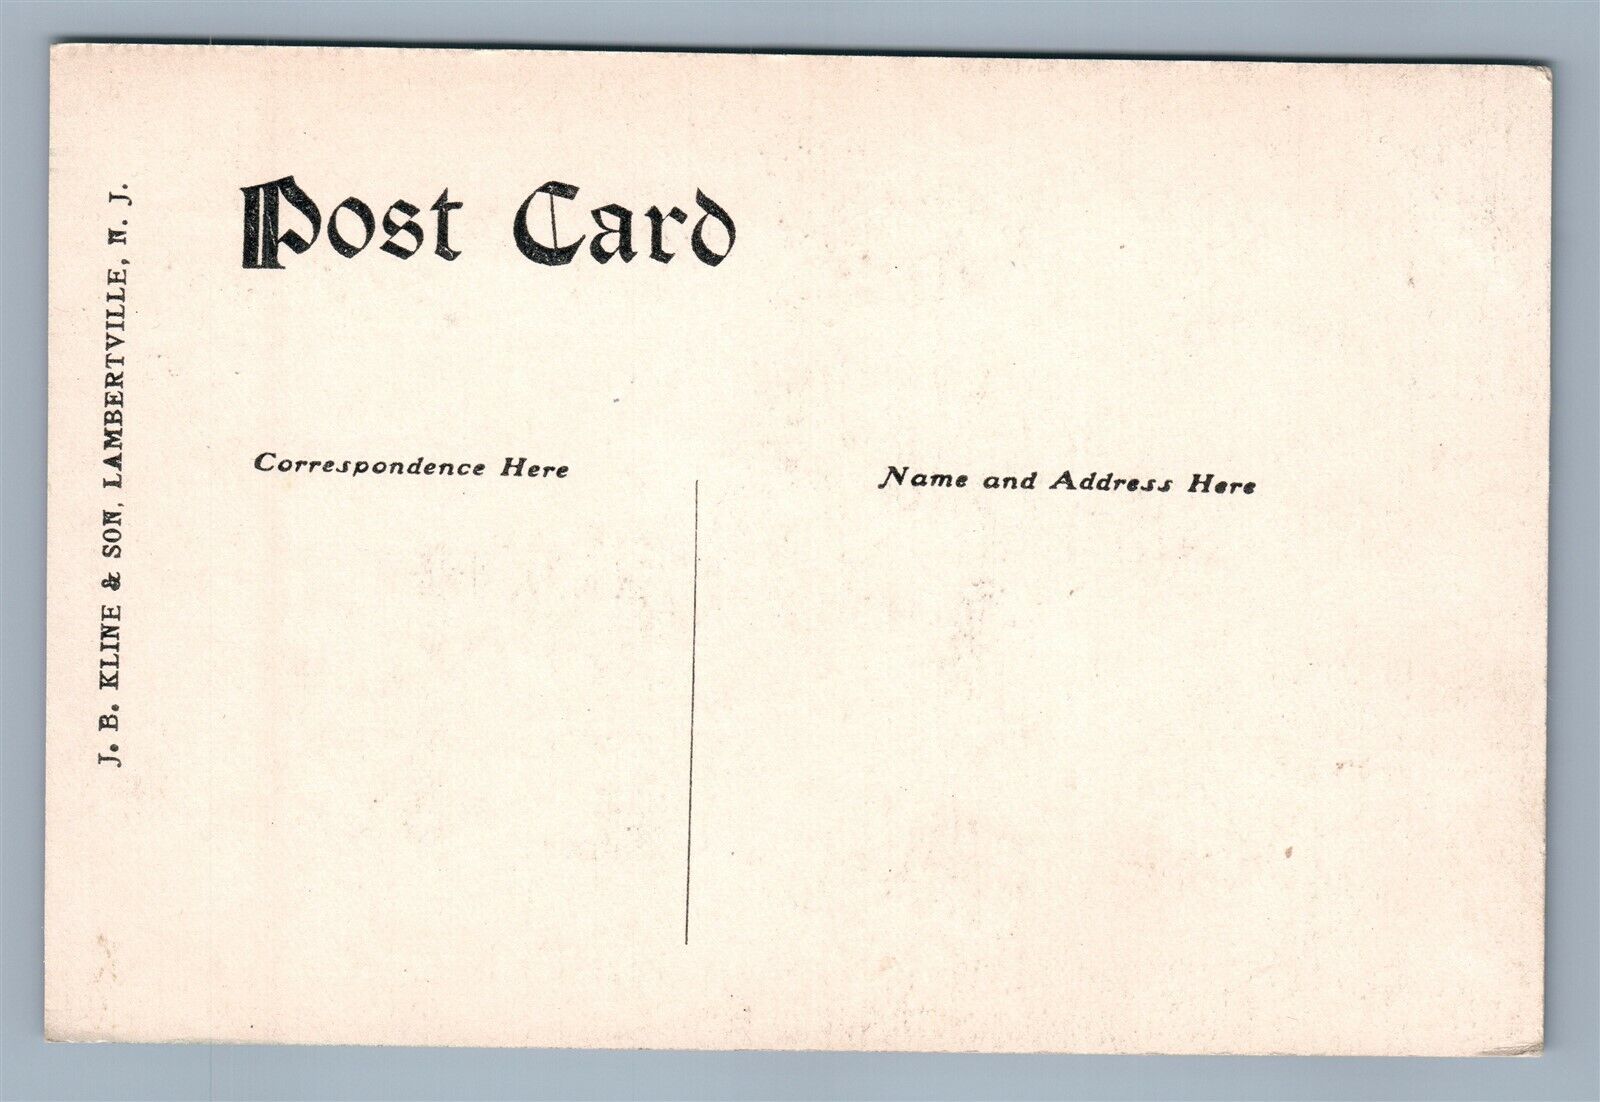 Post Card
J. B. KLINE & SON, LAMBERTVILLE, N. J.
Correspondence Here
Name and Address Here